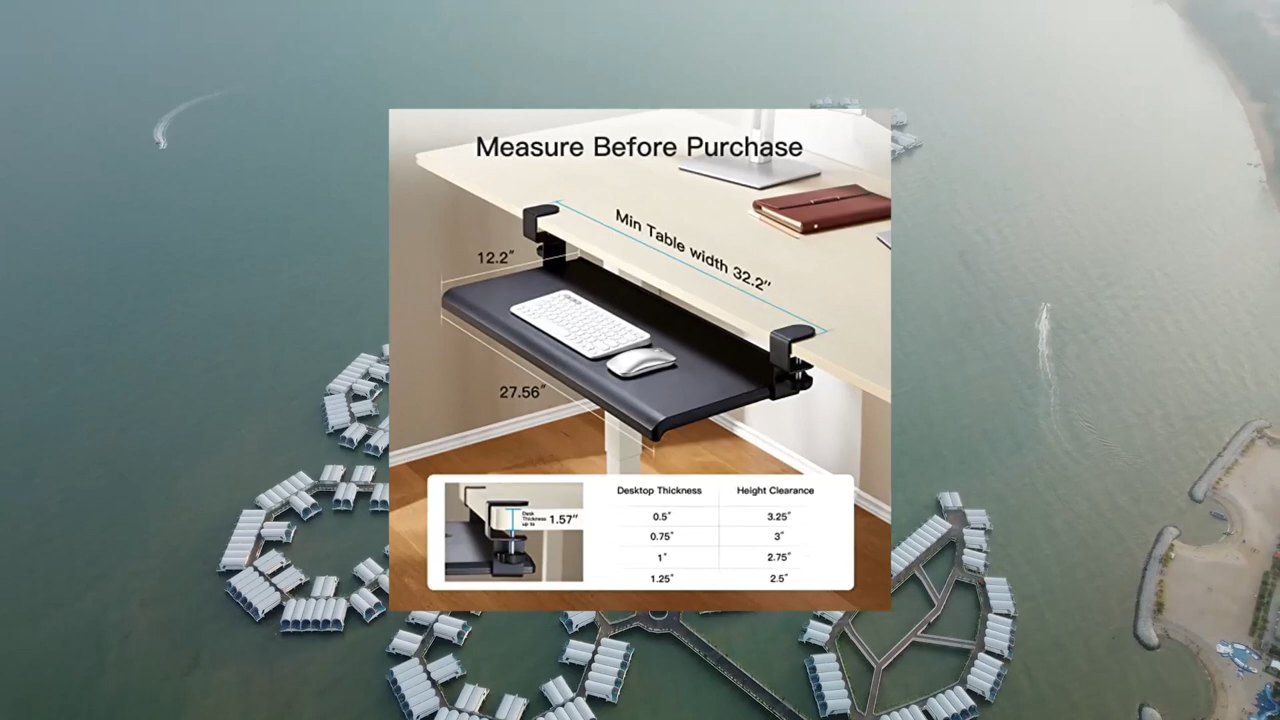 Measure Before Purchase
Min Table width 32.2"
12.2"
27.56"
Desk
Thickness
up to
1.57"
Desktop Thickness Height Clearance
0.5" 3.25"
0.75" 3"
1" 2.75"
1.25" 2.5"